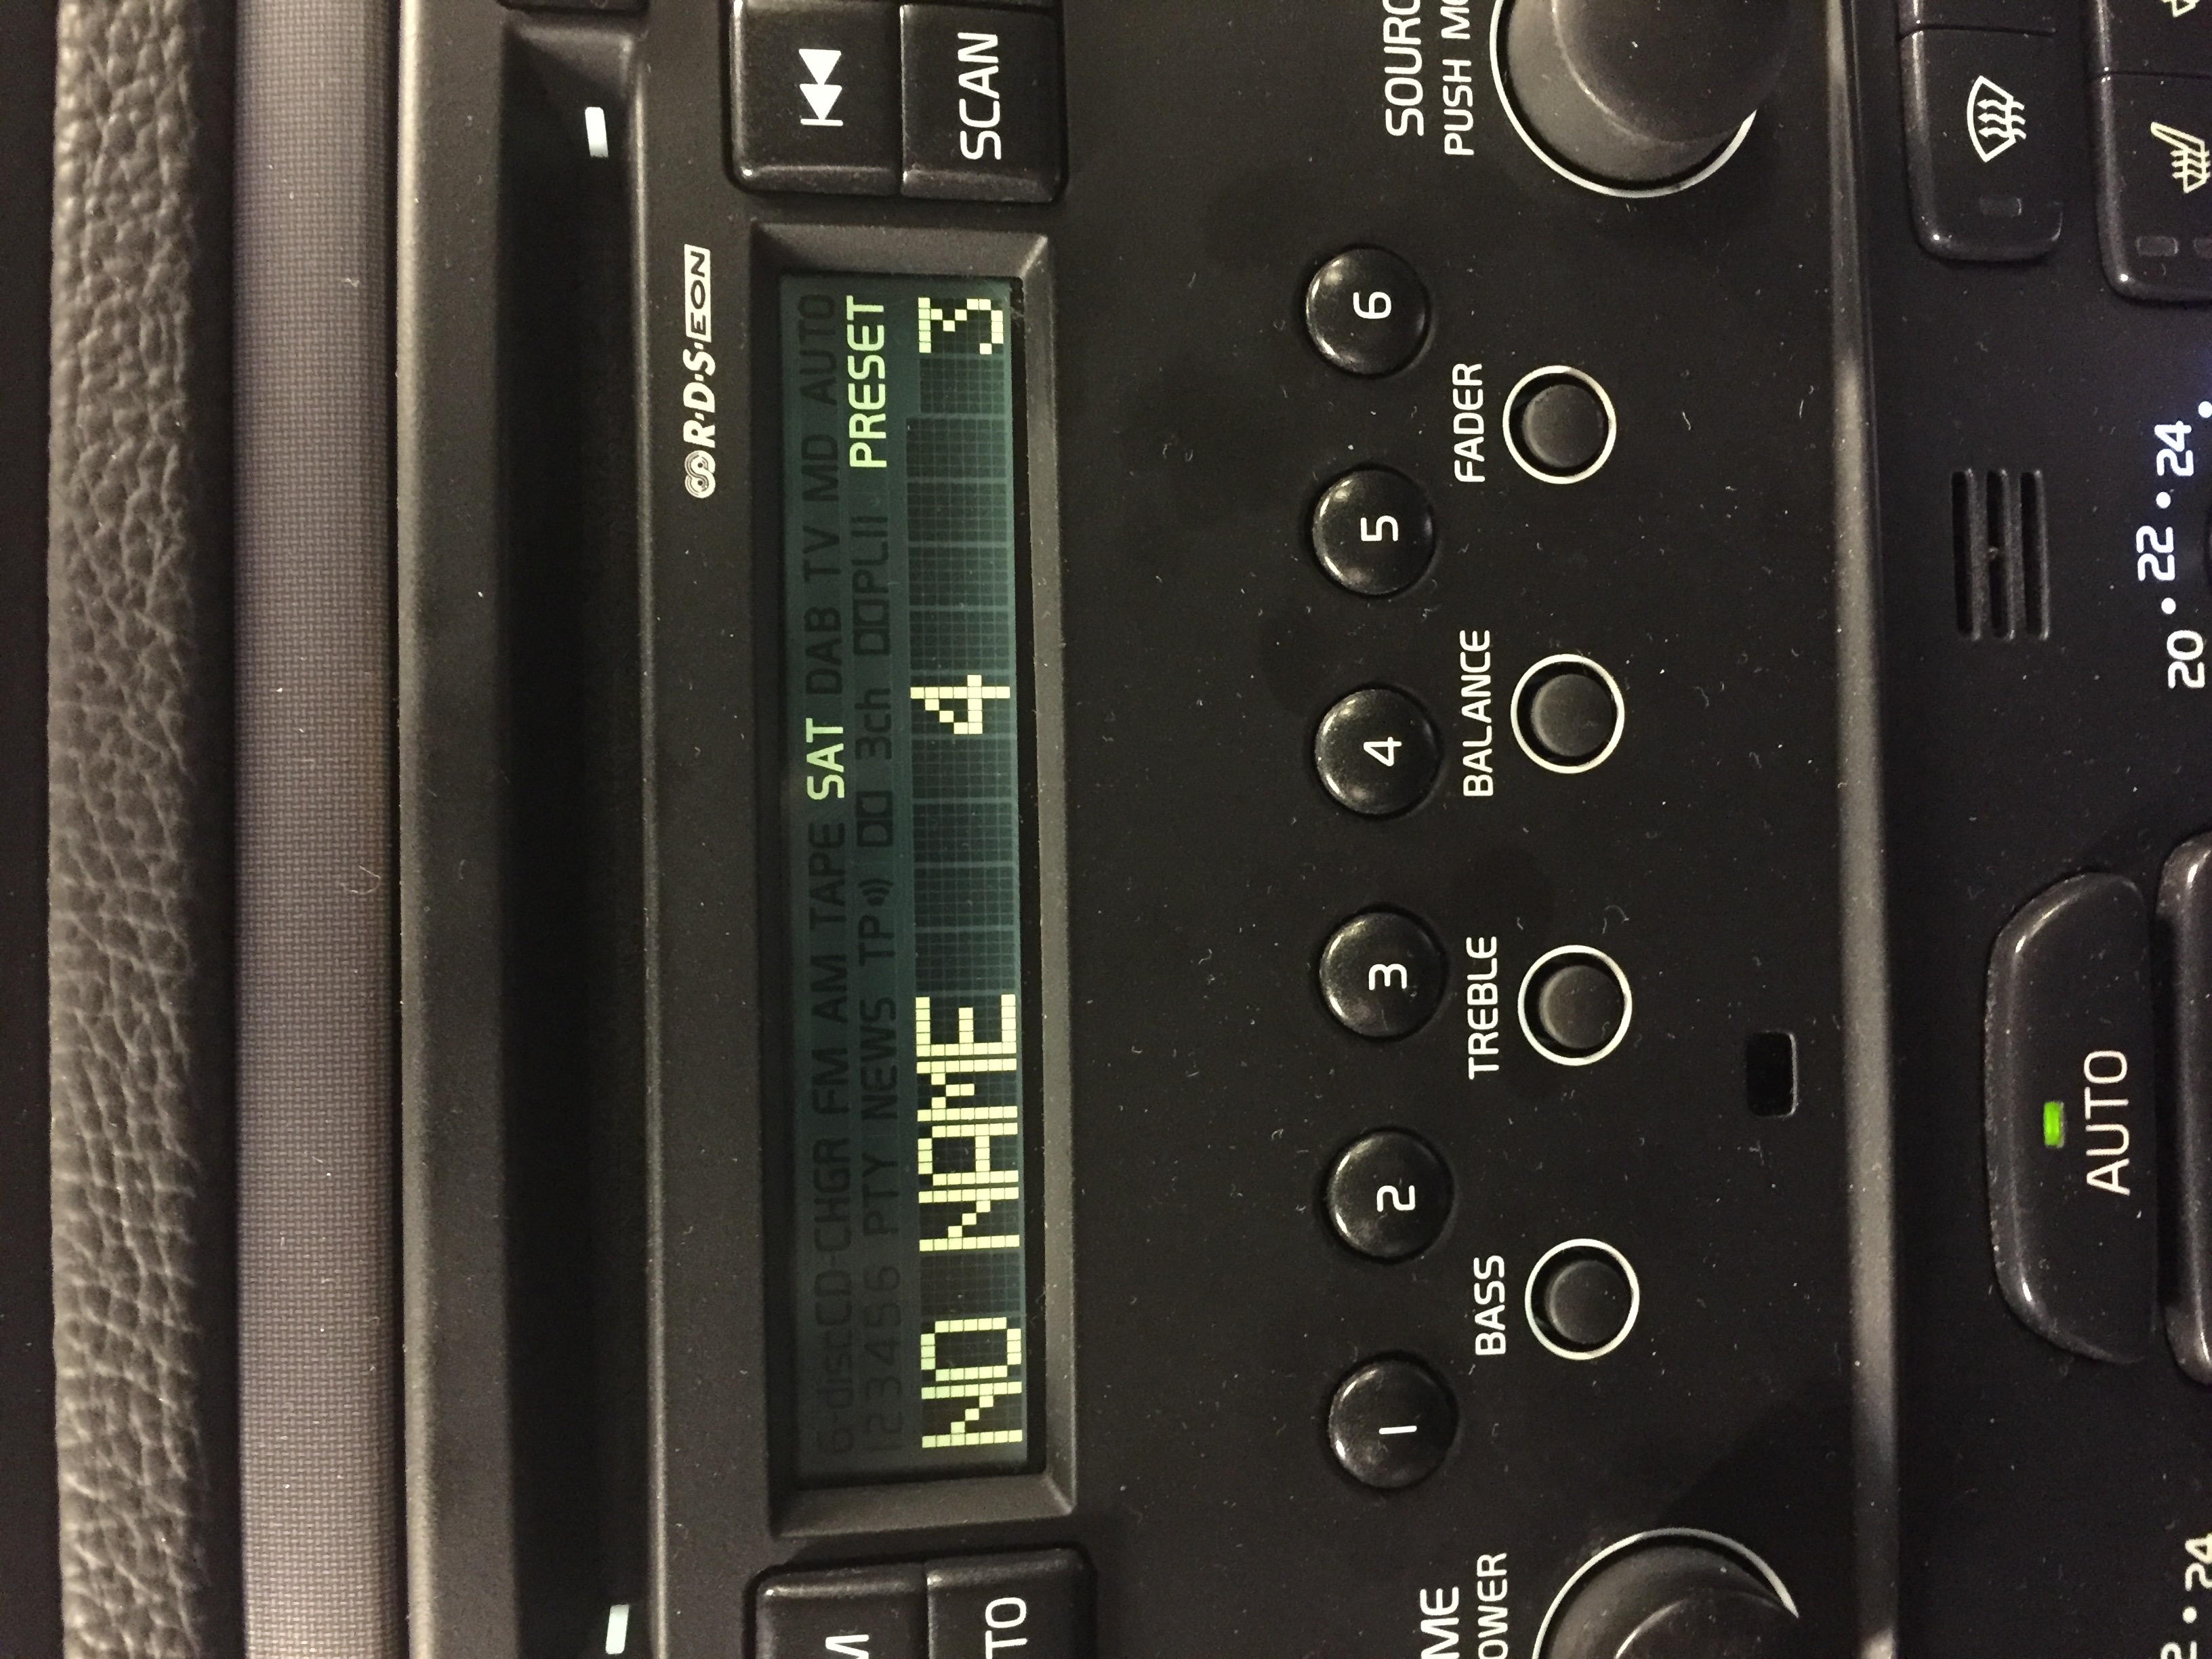 R·D·S·EON
6-discCD-CHGR FM AM TAPE SAT DAB TV MD AUTO
123456 PTY NEWS TP 3ch PLII PRESET
NO NAME 4 3
M
TO
SCAN
1 2 3 4 5 6
ME
OWER
BASS TREBLE BALANCE FADER
SOURC
PUSH M
AUTO
2 • 24
20 • 22 • 24 •